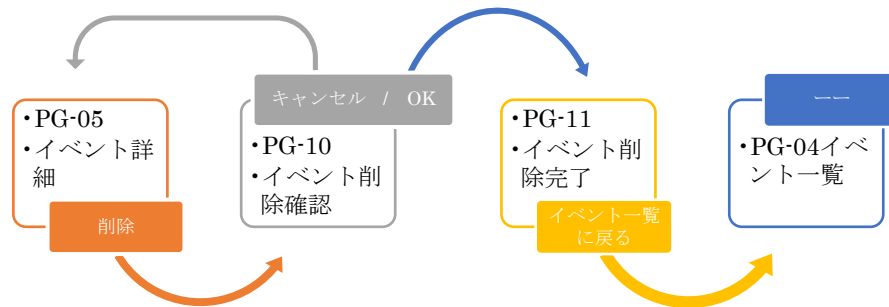 ・PG-05
・イベント詳
細
削除
キャンセル / OK
・PG-10
・イベント削
除確認
・PG-11
・イベント削
除完了
イベント一覧
に戻る
ーー
・PG-04イベ
ント一覧